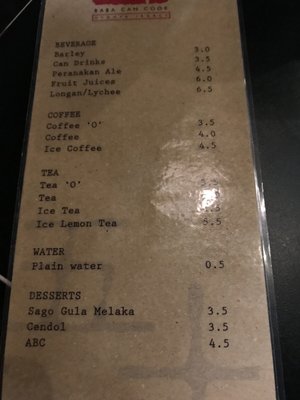 BABA CAN COOK
BEVERAGE
Barley 3.0
Can Drinks 3.5
Peranakan Ale 4.5
Fruit Juices 6.0
Longan/Lychee 6.5
COFFEE
Coffee 'O' 3.5
Coffee 4.0
Ice Coffee 4.5
TEA
Tea 'O'
Tea
Ice Tea
Ice Lemon Tea 5.5
WATER
Plain water 0.5
DESSERTS
Sago Gula Melaka 3.5
Cendol 3.5
ABC 4.5